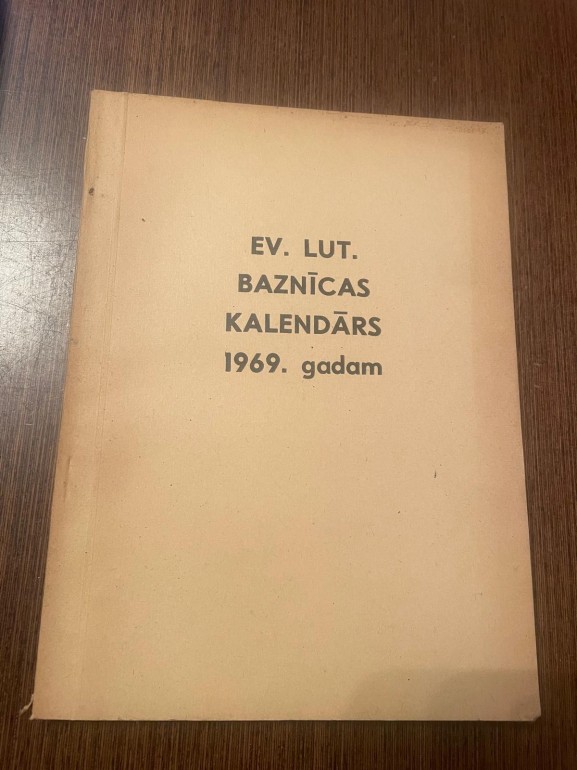 EV. LUT.
BAZNĪCAS
KALENDĀRS
1969. gadam